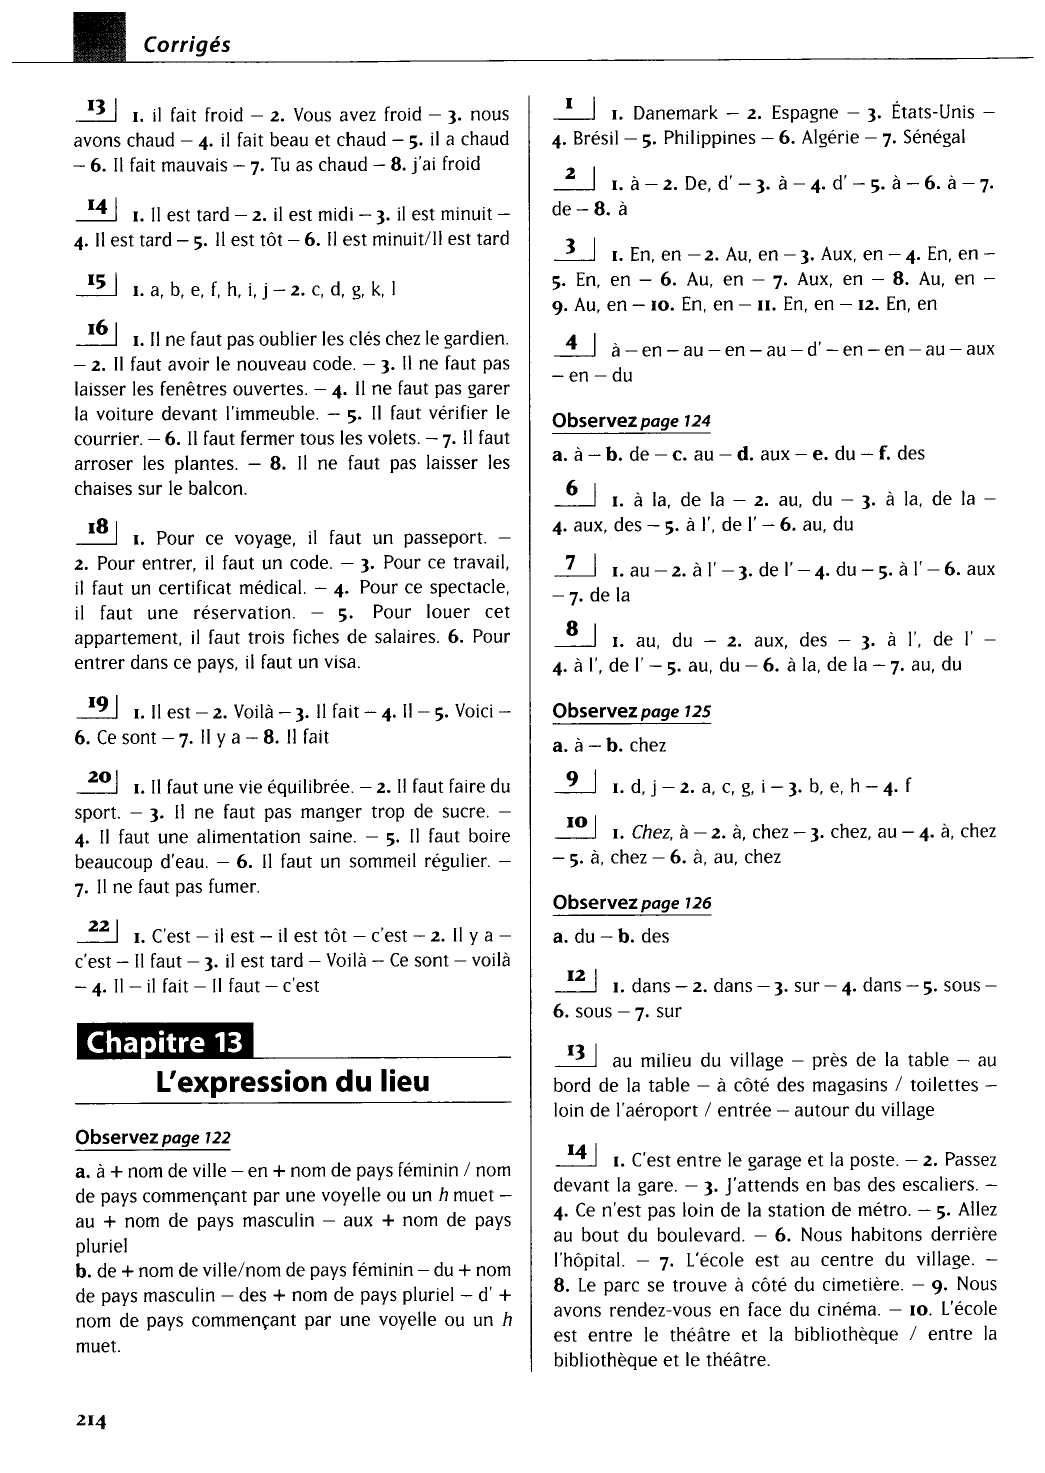 Corrigés
13 1. il fait froid – 2. Vous avez froid – 3. nous
avons chaud – 4. il fait beau et chaud – 5. il a chaud
– 6. Il fait mauvais – 7. Tu as chaud – 8. j'ai froid
14 1. Il est tard – 2. il est midi – 3. il est minuit –
4. Il est tard – 5. Il est tôt – 6. Il est minuit/Il est tard
15 1. a, b, e, f, h, i, j – 2. c, d, g, k, l
16 1. Il ne faut pas oublier les clés chez le gardien.
– 2. Il faut avoir le nouveau code. – 3. Il ne faut pas
laisser les fenêtres ouvertes. – 4. Il ne faut pas garer
la voiture devant l'immeuble. – 5. Il faut vérifier le
courrier. – 6. Il faut fermer tous les volets. – 7. Il faut
arroser les plantes. – 8. Il ne faut pas laisser les
chaises sur le balcon.
18 1. Pour ce voyage, il faut un passeport. –
2. Pour entrer, il faut un code. – 3. Pour ce travail,
il faut un certificat médical. – 4. Pour ce spectacle,
il faut une réservation. – 5. Pour louer cet
appartement, il faut trois fiches de salaires. 6. Pour
entrer dans ce pays, il faut un visa.
19 1. Il est – 2. Voilà – 3. Il fait – 4. Il – 5. Voici –
6. Ce sont – 7. Il y a – 8. Il fait
20 1. Il faut une vie équilibrée. – 2. Il faut faire du
sport. – 3. Il ne faut pas manger trop de sucre. –
4. Il faut une alimentation saine. – 5. Il faut boire
beaucoup d'eau. – 6. Il faut un sommeil régulier. –
7. Il ne faut pas fumer.
22 1. C'est – il est – il est tôt – c'est – 2. Il y a –
c'est – Il faut – 3. il est tard – Voilà – Ce sont – voilà
– 4. Il – il fait – Il faut – c'est
Chapitre 13
L'expression du lieu
Observez page 122
a. à + nom de ville – en + nom de pays féminin / nom
de pays commençant par une voyelle ou un h muet –
au + nom de pays masculin – aux + nom de pays
pluriel
b. de + nom de ville/nom de pays féminin – du + nom
de pays masculin – des + nom de pays pluriel – d' +
nom de pays commençant par une voyelle ou un h
muet.
1 1. Danemark – 2. Espagne – 3. États-Unis –
4. Brésil – 5. Philippines – 6. Algérie – 7. Sénégal
2 1. à – 2. De, d' – 3. à – 4. d' – 5. à – 6. à – 7.
de – 8. à
3 1. En, en – 2. Au, en – 3. Aux, en – 4. En, en –
5. En, en – 6. Au, en – 7. Aux, en – 8. Au, en –
9. Au, en – 10. En, en – 11. En, en – 12. En, en
4 à – en – au – en – au – d' – en – en – au – aux
– en – du
Observez page 124
a. à – b. de – c. au – d. aux – e. du – f. des
6 1. à la, de la – 2. au, du – 3. à la, de la –
4. aux, des – 5. à l', de l' – 6. au, du
7 1. au – 2. à l' – 3. de l' – 4. du – 5. à l' – 6. aux
– 7. de la
8 1. au, du – 2. aux, des – 3. à l', de l' –
4. à l', de l' – 5. au, du – 6. à la, de la – 7. au, du
Observez page 125
a. à – b. chez
9 1. d, j – 2. a, c, g, i – 3. b, e, h – 4. f
10 1. Chez, à – 2. à, chez – 3. chez, au – 4. à, chez
– 5. à, chez – 6. à, au, chez
Observez page 126
a. du – b. des
12 1. dans – 2. dans – 3. sur – 4. dans – 5. sous –
6. sous – 7. sur
13 au milieu du village – près de la table – au
bord de la table – à côté des magasins / toilettes –
loin de l'aéroport / entrée – autour du village
14 1. C'est entre le garage et la poste. – 2. Passez
devant la gare. – 3. J'attends en bas des escaliers. –
4. Ce n'est pas loin de la station de métro. – 5. Allez
au bout du boulevard. – 6. Nous habitons derrière
l'hôpital. – 7. L'école est au centre du village. –
8. Le parc se trouve à côté du cimetière. – 9. Nous
avons rendez-vous en face du cinéma. – 10. L'école
est entre le théâtre et la bibliothèque / entre la
bibliothèque et le théâtre.
214